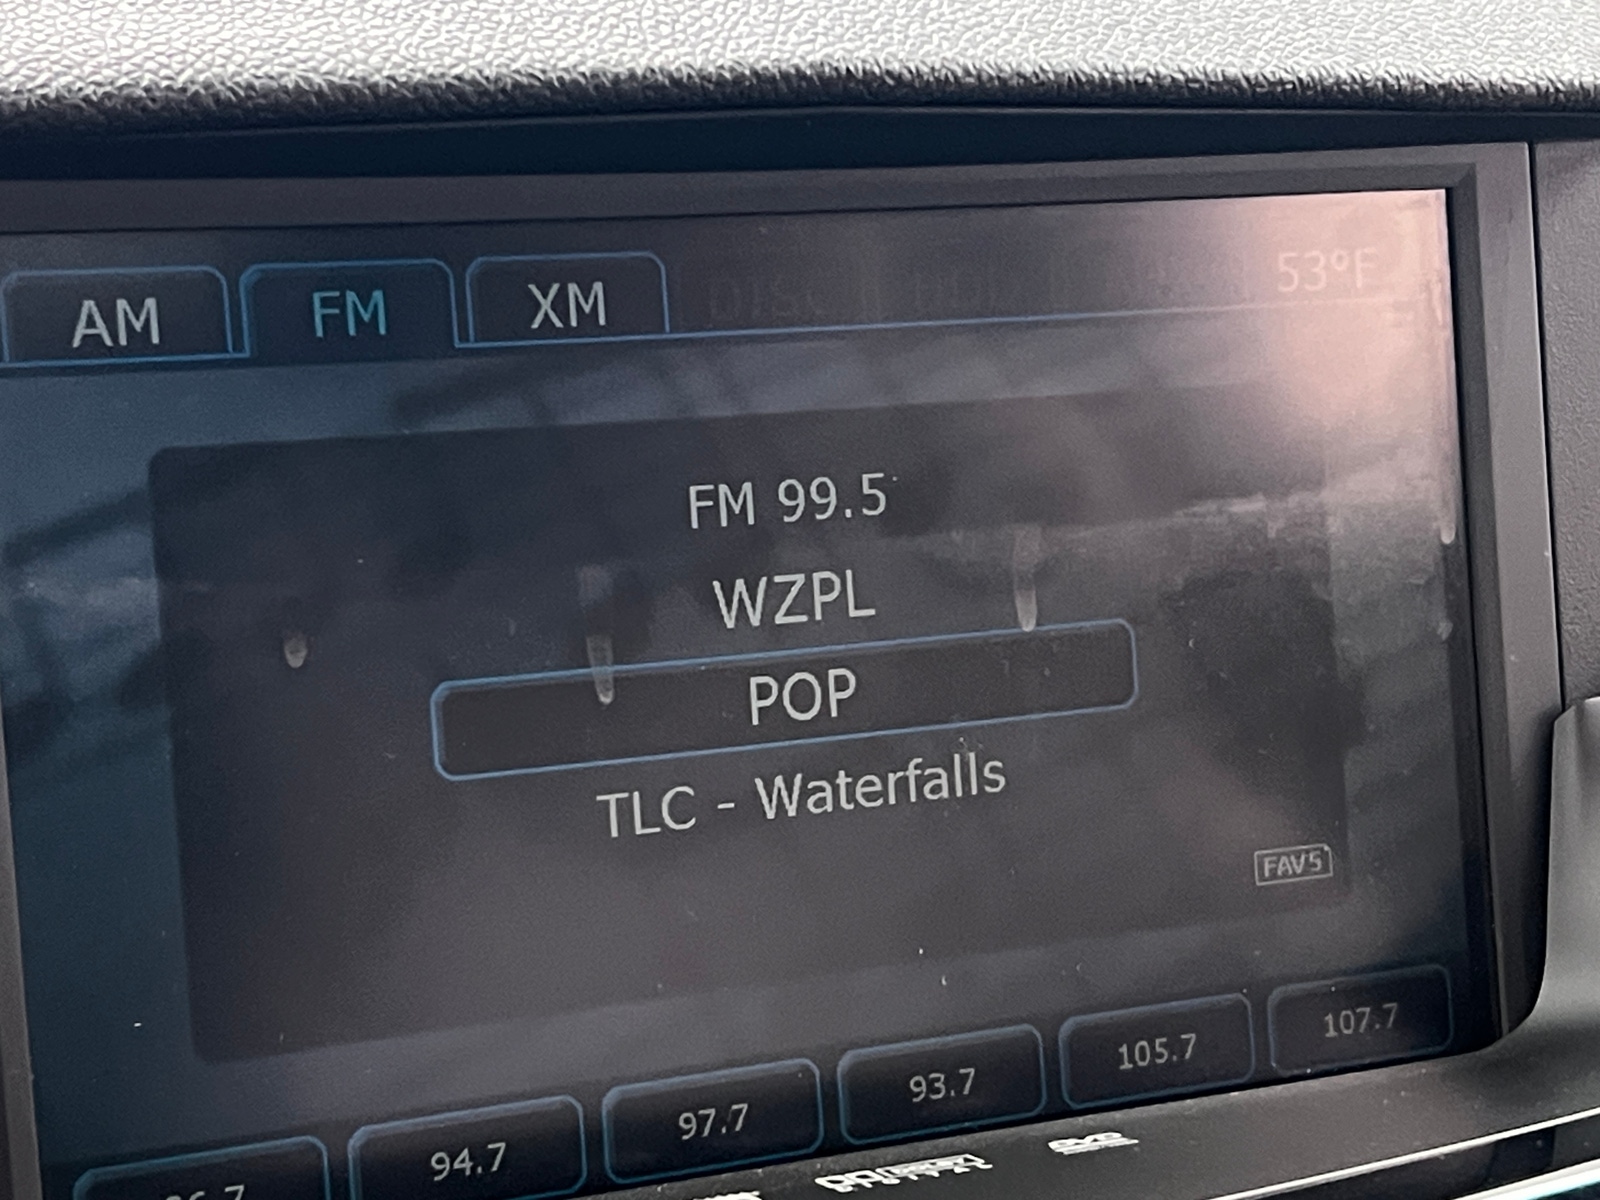 AM FM XM 53°F
FM 99.5
WZPL
POP
TLC - Waterfalls
FAV5
94.7 97.7 93.7 105.7 107.7